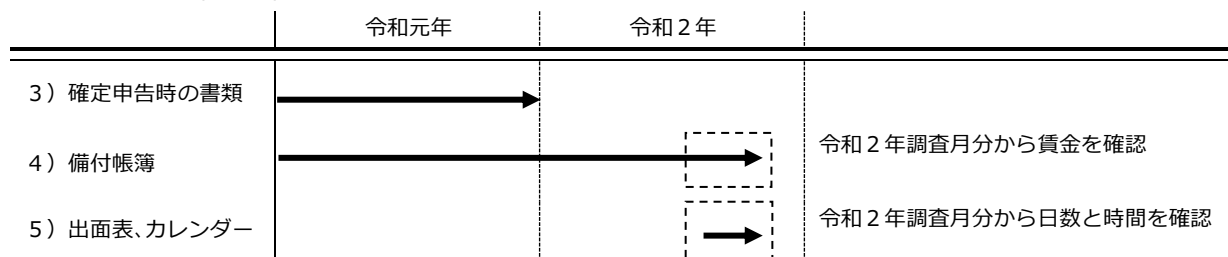 令和元年 令和２年
３）確定申告時の書類
４）備付帳簿 令和２年調査月分から賃金を確認
５）出面表、カレンダー 令和２年調査月分から日数と時間を確認